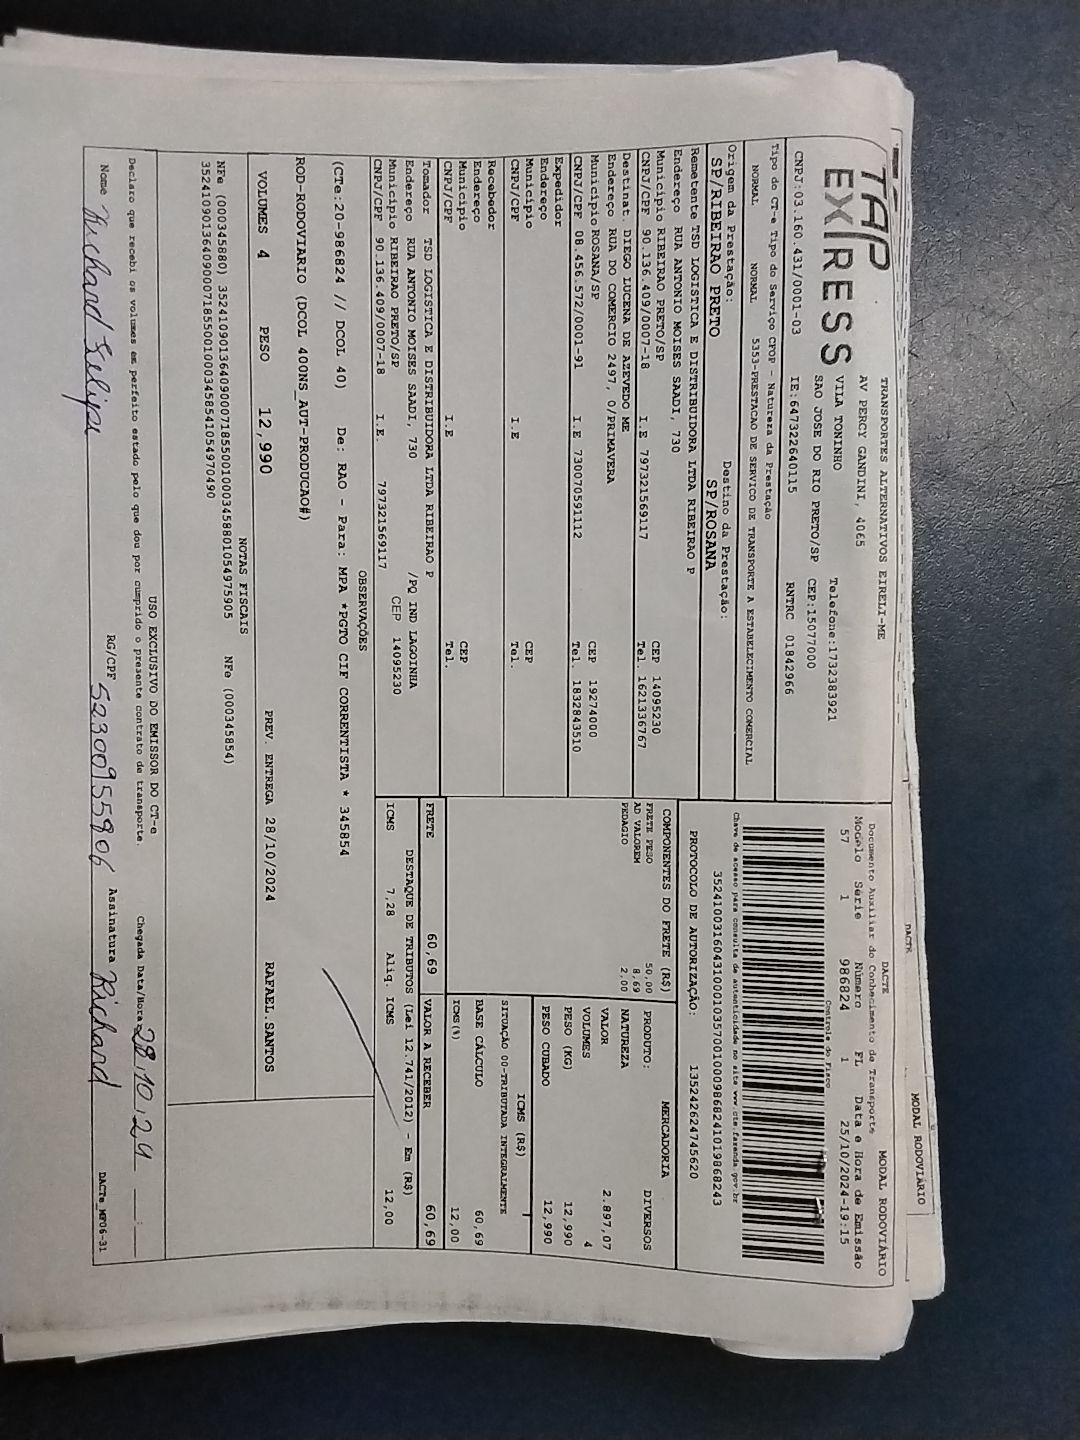 TAP
EXPRESS
TRANSPORTES ALTERNATIVOS EIRELI-ME
AV PERCY GANDINI, 4065
VILA TONINHO Telefone:1732383921
SAO JOSE DO RIO PRETO/SP CEP:15077000
CNPJ:03.160.431/0001-03 IE:647322640115 RNTRC 01842966
Tipo do CT-e Tipo do Serviço CFOP - Natureza da Prestação
NORMAL NORMAL 5353-PRESTACAO DE SERVICO DE TRANSPORTE A ESTABELECIMENTO COMERCIAL
Origem da Prestação: Destino da Prestação:
SP/RIBEIRAO PRETO SP/ROSANA
Remetente TSD LOGISTICA E DISTRIBUIDORA LTDA RIBEIRAO P
Endereço RUA ANTONIO MOISES SAADI, 730
Municipio RIBEIRAO PRETO/SP CEP 14095230
CNPJ/CPF 90.136.409/0007-18 I.E 797321569117 Tel. 1621336767
Destinat. DIEGO LUCENA DE AZEVEDO ME
Endereço RUA DO COMERCIO 2497, 0/PRIMAVERA
Municipio ROSANA/SP CEP 19274000
CNPJ/CPF 08.456.572/0001-91 I.E 730070591112 Tel. 1832843510
Expedidor
Endereço
Municipio CEP
CNPJ/CPF I.E Tel.
Recebedor
Endereço
Municipio CEP
CNPJ/CPF I.E Tel.
Tomador TSD LOGISTICA E DISTRIBUIDORA LTDA RIBEIRAO P
Endereço RUA ANTONIO MOISES SAADI, 730 /PQ IND LAGOINHA
Municipio RIBEIRAO PRETO/SP CEP 14095230
CNPJ/CPF 90.136.409/0007-18 I.E. 797321569117
MODAL RODOVIÁRIO
DACTE
DACTE MODAL RODOVIÁRIO
Documento Auxiliar do Conhecimento de Transporte
Modelo Série Número FL Data e Hora de Emissão
57 1 986824 1 25/10/2024-19:15
Controle do Fisco
Chave de acesso para consulta de autenticidade no site www.cte.fazenda.gov.br
35241003160431000103570010009868241019868243
PROTOCOLO DE AUTORIZAÇÃO: 135242624745620
COMPONENTES DO FRETE (R$)
FRETE PESO 50,00
AD VALOREM 8,69
PEDAGIO 2,00
MERCADORIA
PRODUTO: DIVERSOS
NATUREZA
VALOR 2.897,07
VOLUMES 4
PESO (KG) 12,990
PESO CUBADO 12,990
ICMS (R$)
SITUAÇÃO 00-TRIBUTADA INTEGRALMENTE
BASE CÁLCULO 60,69
ICMS(%) 12,00
FRETE 60,69 VALOR A RECEBER 60,69
DESTAQUE DE TRIBUTOS (Lei 12.741/2012) - Em (R$)
ICMS 7,28 Aliq. ICMS 12,00
OBSERVAÇÕES
(CTe:20-986824 // DCOL 40) De: RAO - Para: MPA *PGTO CIF CORRENTISTA * 345854
ROD-RODOVIARIO (DCOL 400NS_AUT-PRODUCAO#)
VOLUMES 4 PESO 12,990 PREV. ENTREGA 28/10/2024 RAFAEL.SANTOS
NOTAS FISCAIS
NFe (000345880) 35241090136409000718550010003458801054975905 NFe (000345854)
35241090136409000718550010003458541054970490
USO EXCLUSIVO DO EMISSOR DO CT-e
Declaro que recebi os volumes em perfeito estado pelo que dou por cumprido o presente contrato de transporte. Chegada Data/Hora 28.10.24 :
Nome Richard Felipe RG/CPF 52300955806 Assinatura Richard DACTe_MP06-31